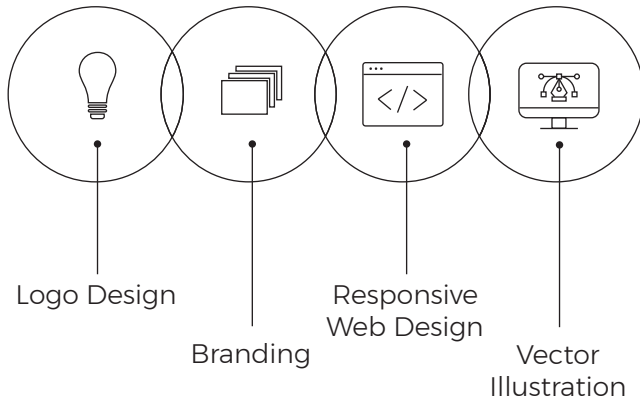 Logo Design
Branding
Responsive
Web Design
Vector
Illustration
</>